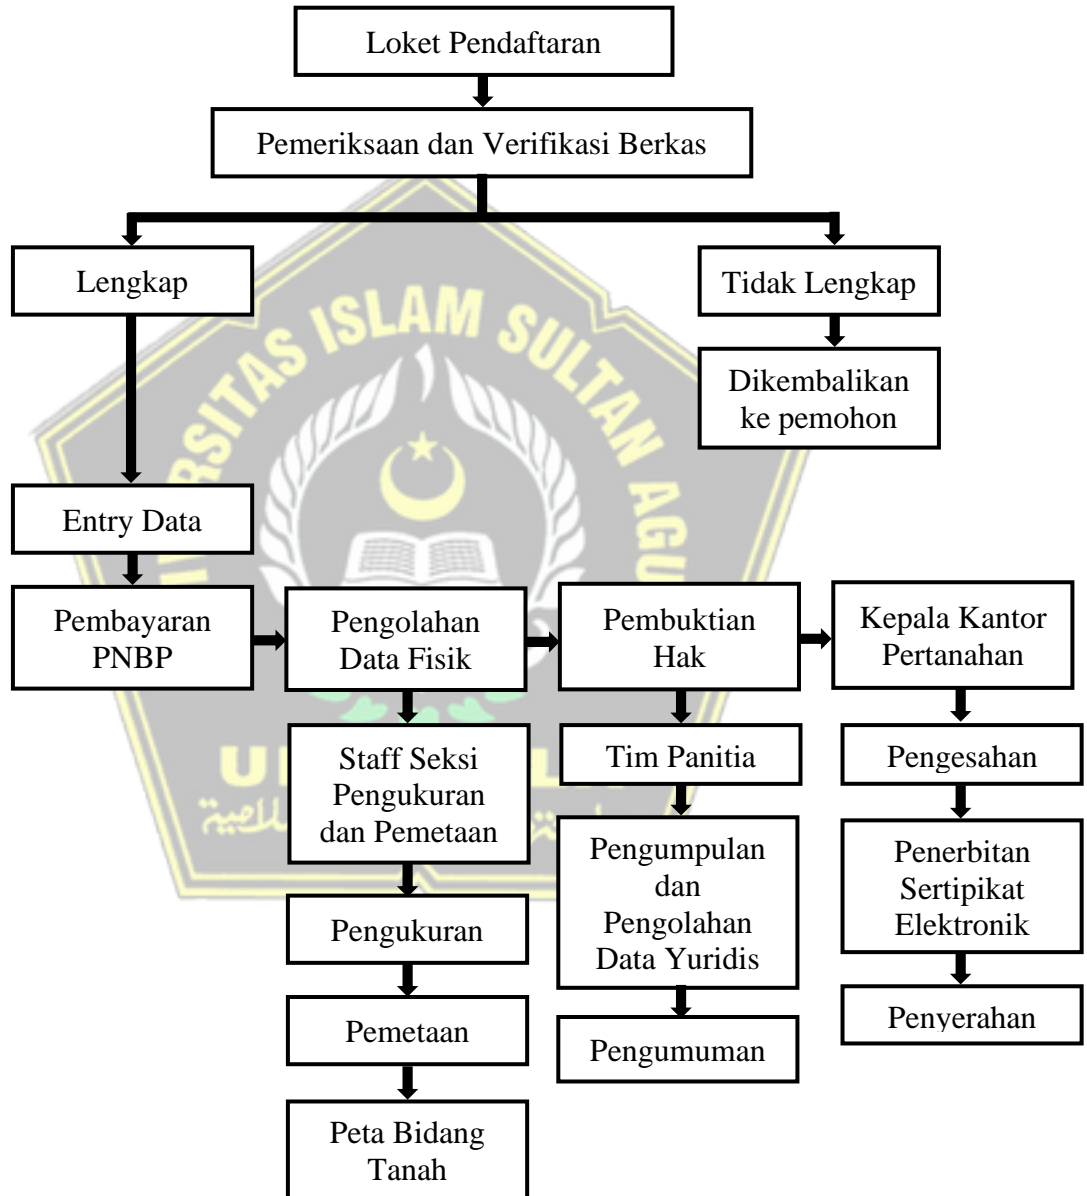 Loket Pendaftaran
Pemeriksaan dan Verifikasi Berkas
Lengkap
Tidak Lengkap
Dikembalikan
ke pemohon
Entry Data
Pembayaran
PNBP
Pengolahan
Data Fisik
Pembuktian
Hak
Kepala Kantor
Pertanahan
Staff Seksi
Pengukuran
dan Pemetaan
Pengukuran
Pemetaan
Peta Bidang
Tanah
Tim Panitia
Pengumpulan
dan
Pengolahan
Data Yuridis
Pengumuman
Pengesahan
Penerbitan
Sertipikat
Elektronik
Penyerahan
ISLAM SULTAN